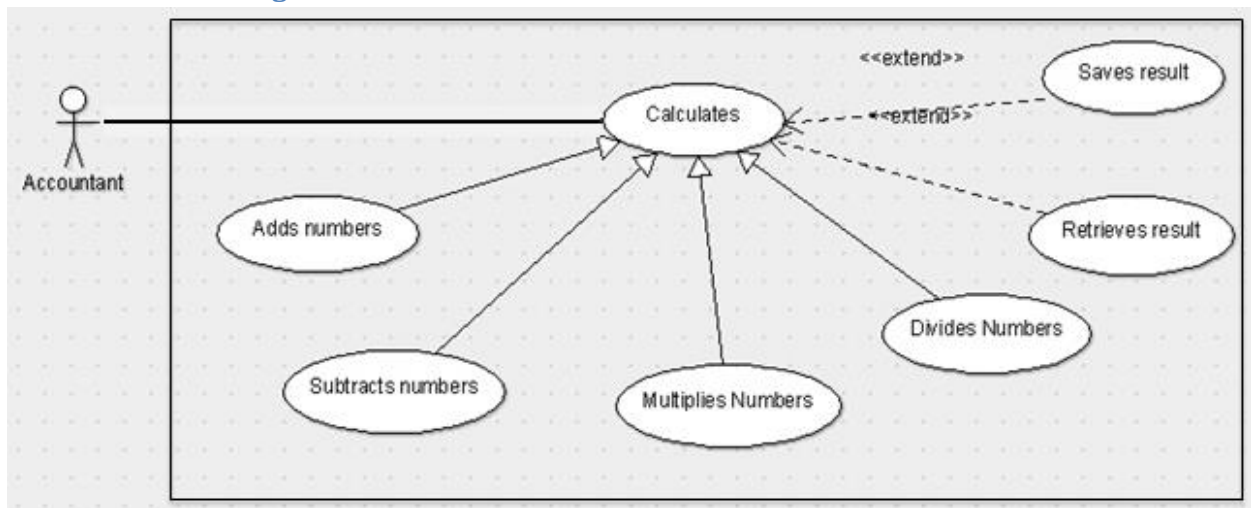 <<extend>>
Saves result
Calculates
<<extend>>
Accountant
Adds numbers
Retrieves result
Divides Numbers
Subtracts numbers
Multiplies Numbers